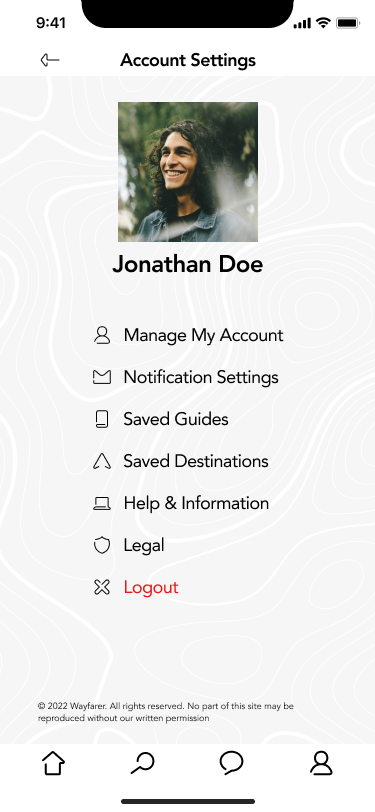 9:41
Account Settings
Jonathan Doe
Manage My Account
Notification Settings
Saved Guides
Saved Destinations
Help & Information
Legal
Logout
© 2022 Wayfarer. All rights reserved. No part of this site may be
reproduced without our written permission